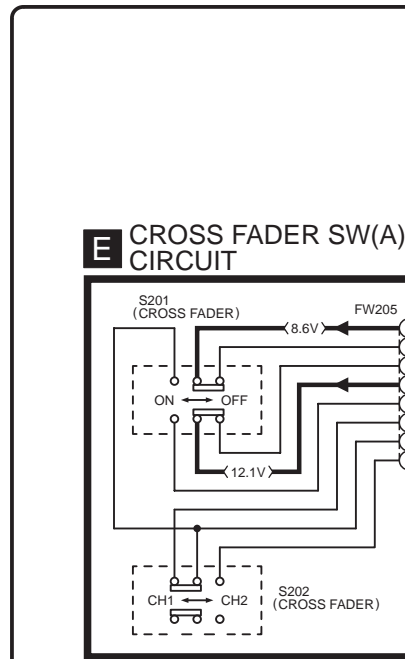 E CROSS FADER SW(A)
CIRCUIT
S201
(CROSS FADER)
FW205
8.6V
ON OFF
12.1V
CH1 CH2
S202
(CROSS FADER)